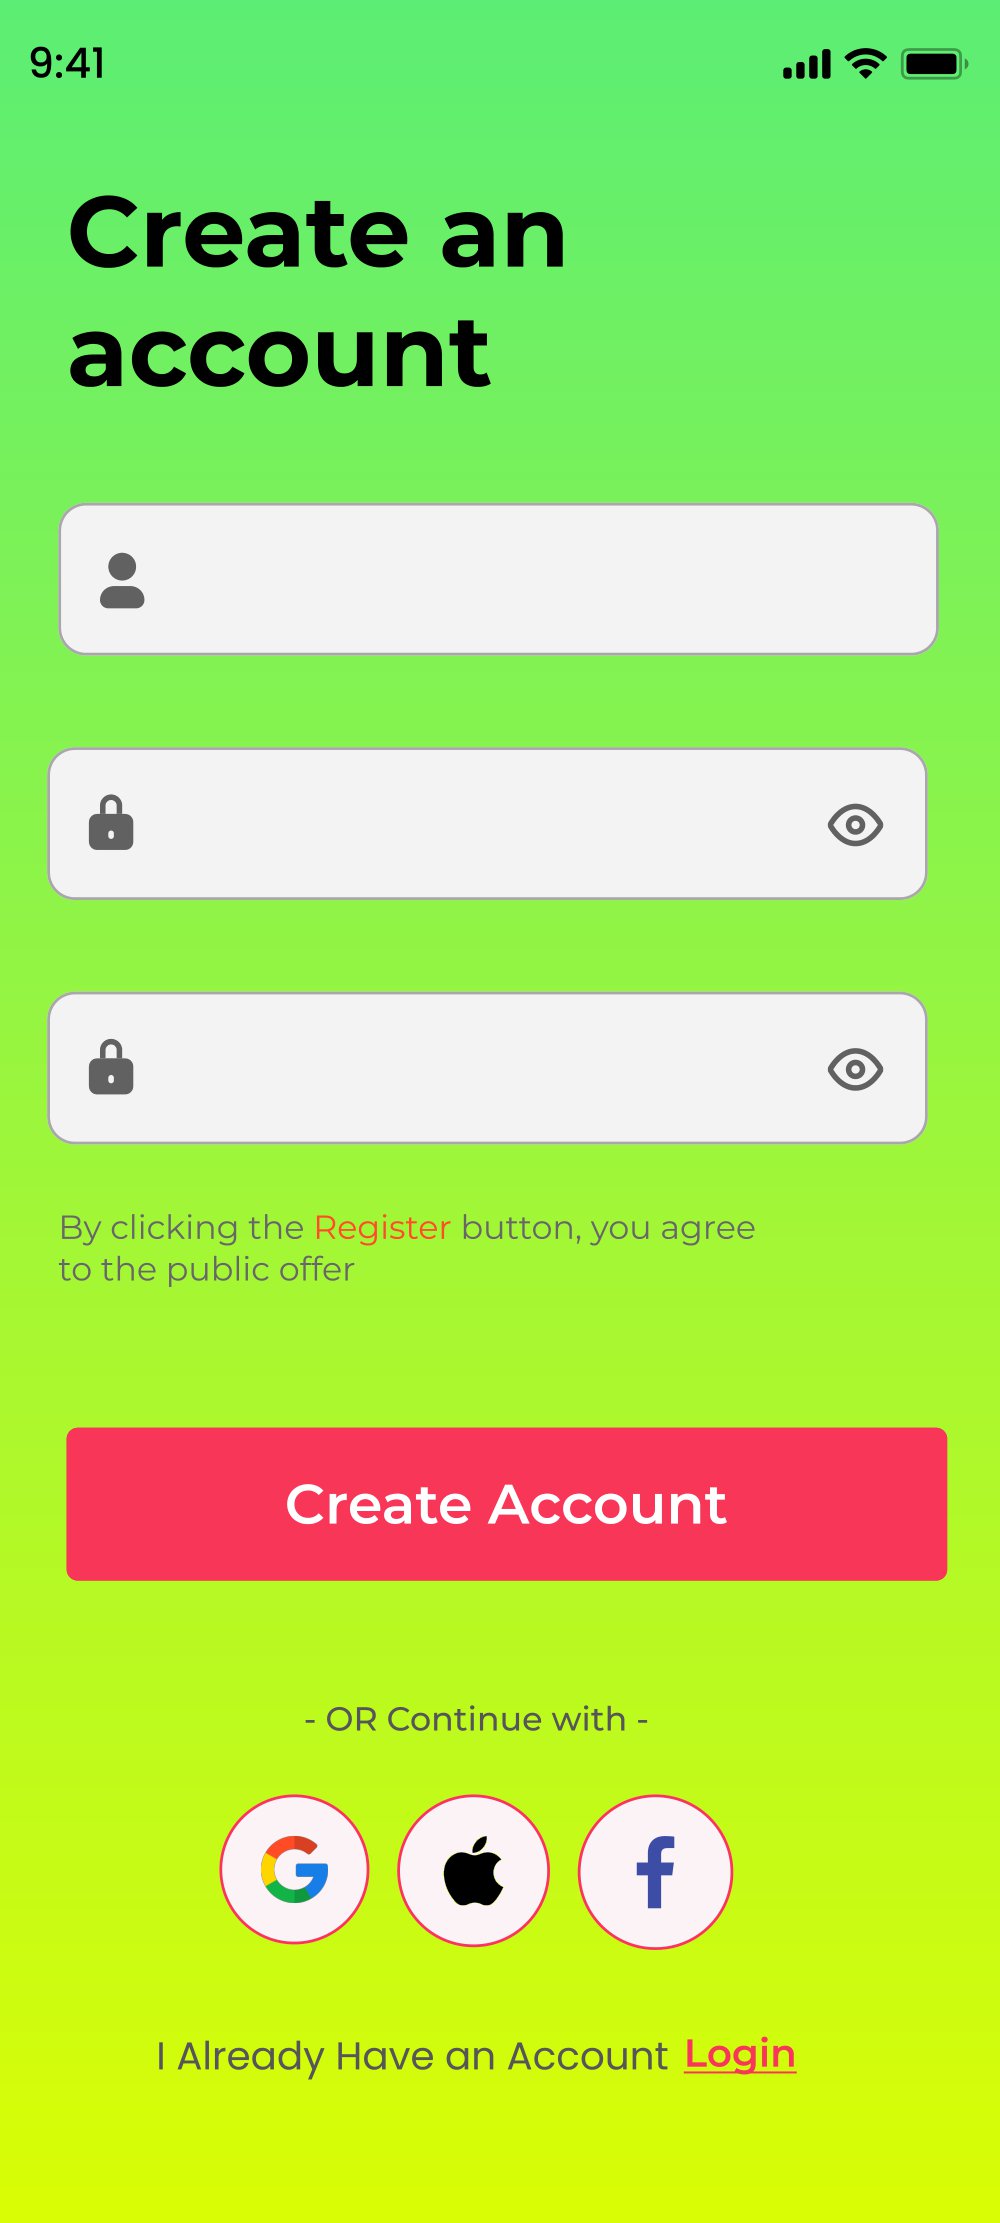 9:41
Create an
account
By clicking the Register button, you agree
to the public offer
Create Account
- OR Continue with -
I Already Have an Account Login